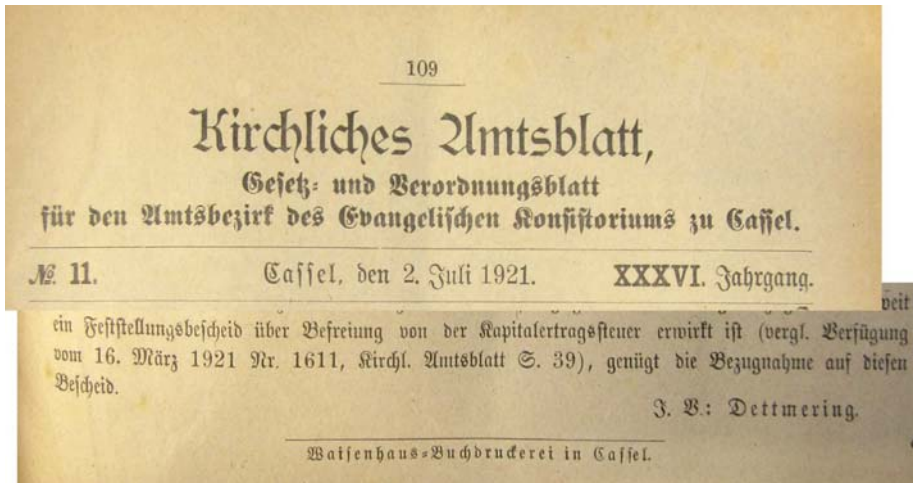 109
Kirchliches Amtsblatt,
Gesetz- und Verordnungsblatt
für den Amtsbezirk des Evangelischen Konsistoriums zu Cassel.
№ 11. Cassel, den 2. Juli 1921. XXXVI. Jahrgang.
weit
ein Feststellungsbescheid über Befreiung von der Kapitalertragssteuer erwirkt ist (vergl. Verfügung
vom 16. März 1921 Nr. 1611, Kirchl. Amtsblatt S. 39), genügt die Bezugnahme auf diesen
Bescheid.
J. V.: Dettmering.
Waisenhaus-Buchdruckerei in Cassel.